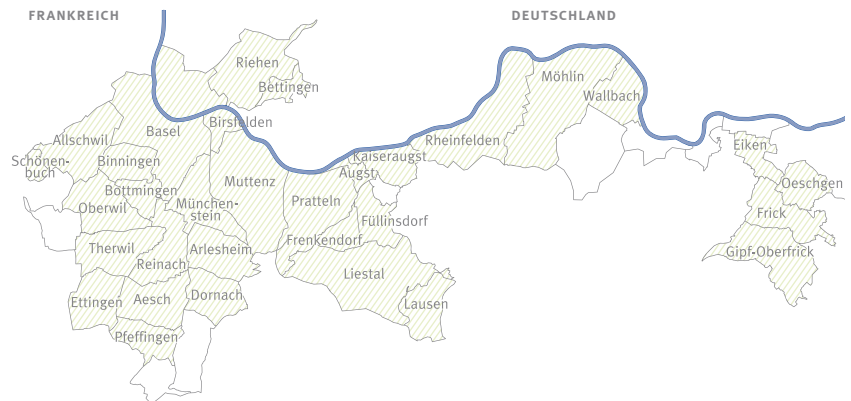 FRANKREICH
DEUTSCHLAND
Riehen
Bettingen
Möhlin
Wallbach
Birsfelden
Basel
Allschwil
Rheinfelden
Eiken
Kaiseraugst
Augst
Schönen-
buch
Binningen
Muttenz
Oeschgen
Bottmingen
Oberwil
München-
stein
Pratteln
Füllinsdorf
Frick
Frenkendorf
Therwil
Arlesheim
Gipf-Oberfrick
Reinach
Liestal
Ettingen
Aesch
Dornach
Lausen
Pfeffingen